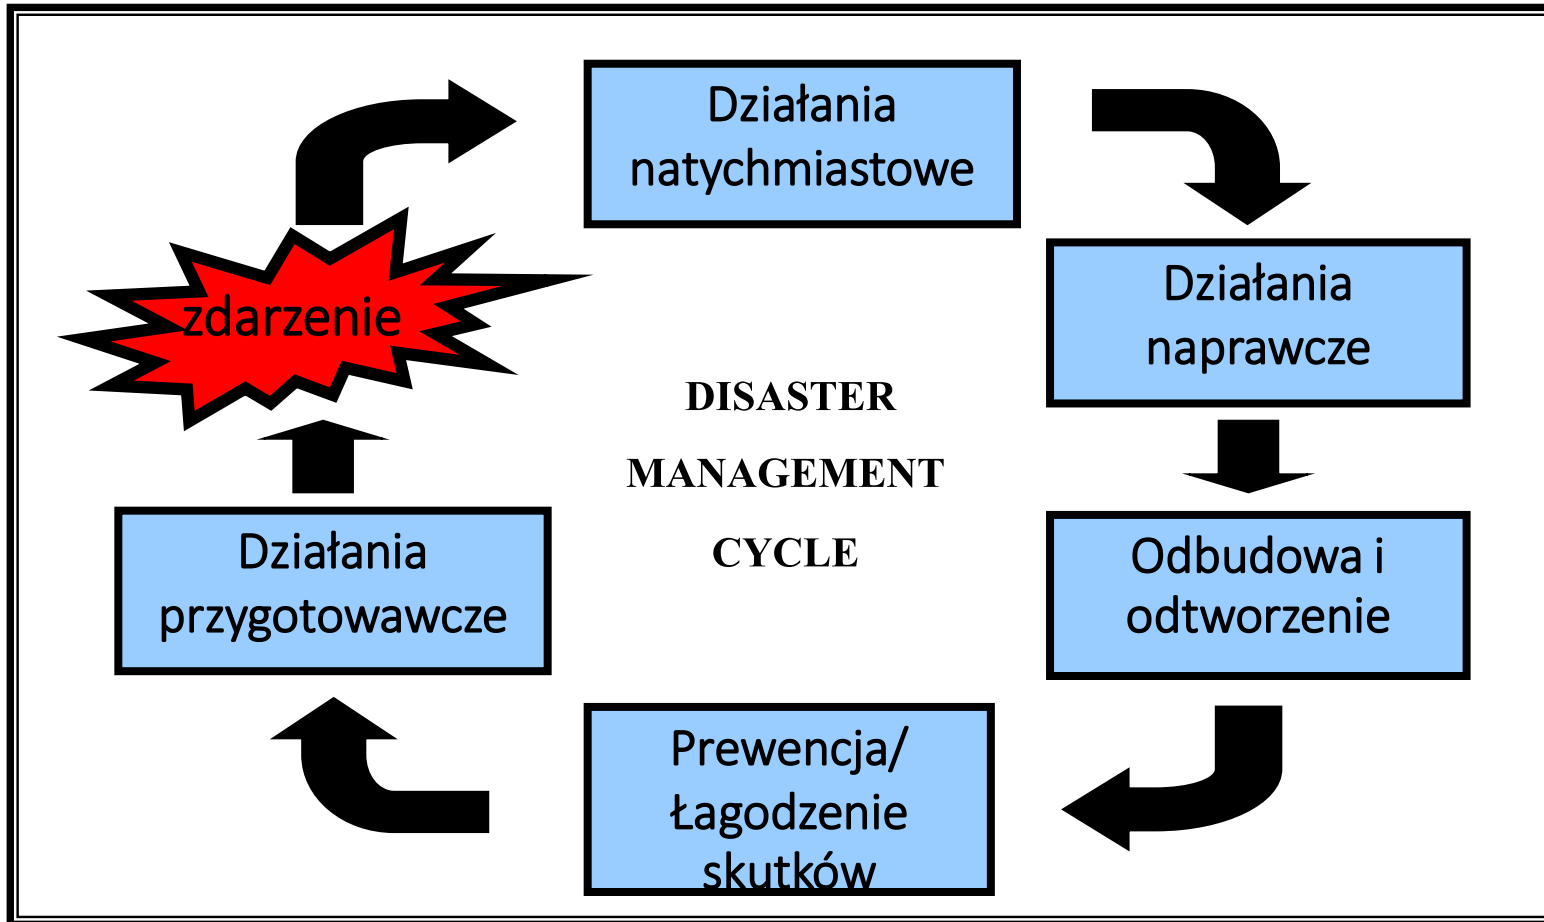 Działania
natychmiastowe
zdarzenie
Działania
naprawcze
DISASTER
MANAGEMENT
CYCLE
Działania
przygotowawcze
Odbudowa i
odtworzenie
Prewencja/
Łagodzenie
skutków